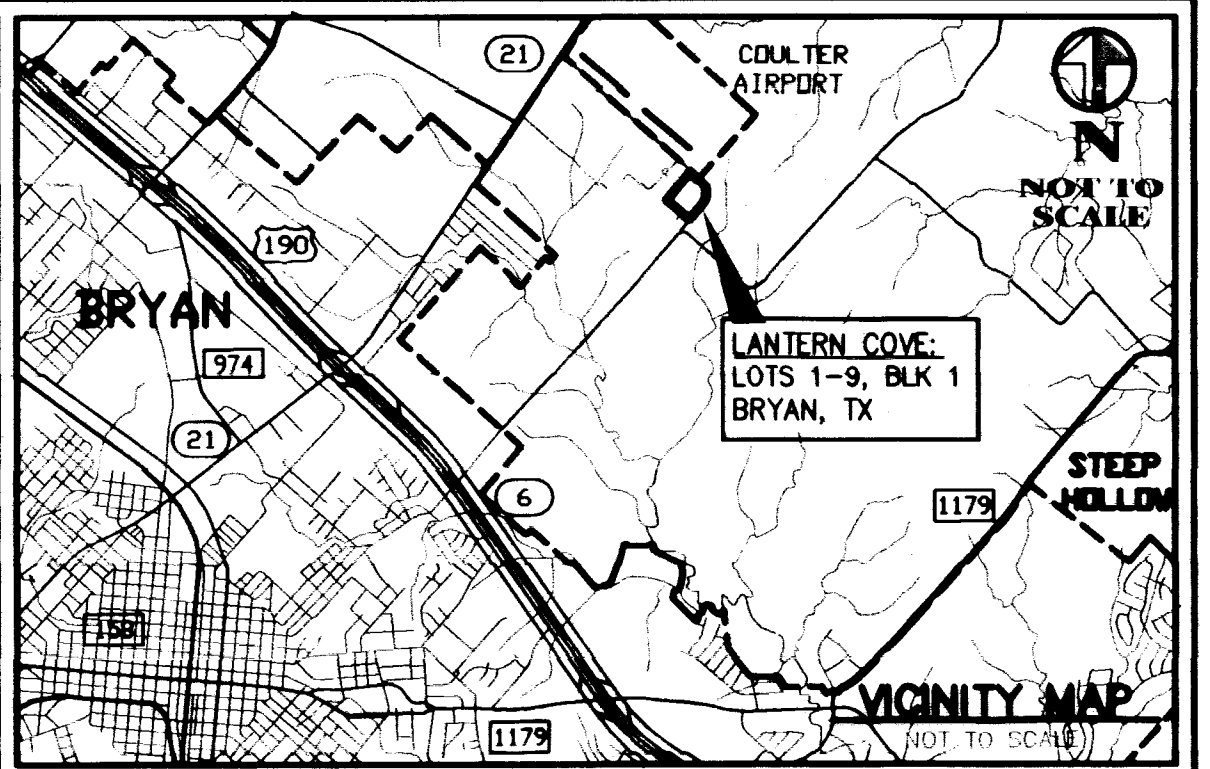 21
COULTER
AIRPORT
N
NOT TO
SCALE
190
BRYAN
974
LANTERN COVE:
LOTS 1-9, BLK 1
BRYAN, TX
21
STEEP
HOLLOW
6
1179
158
VICINITY MAP
NOT TO SCALE
1179